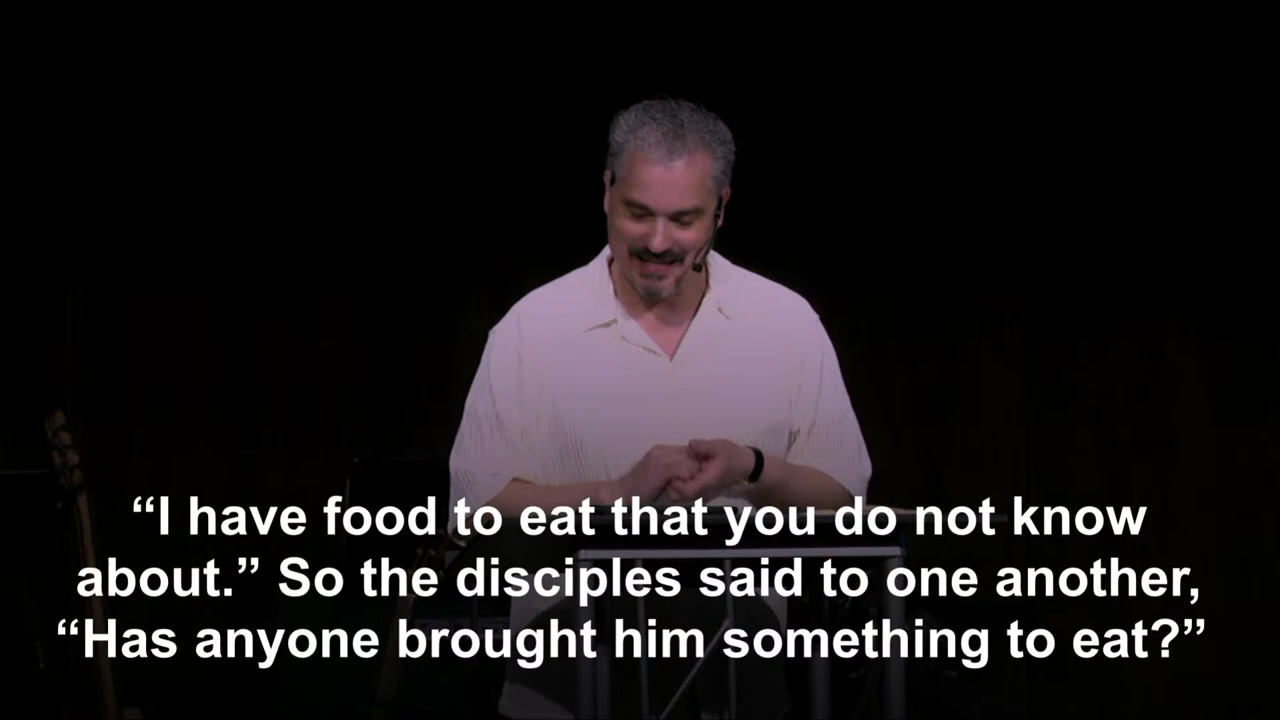 “I have food to eat that you do not know
about.” So the disciples said to one another,
“Has anyone brought him something to eat?”